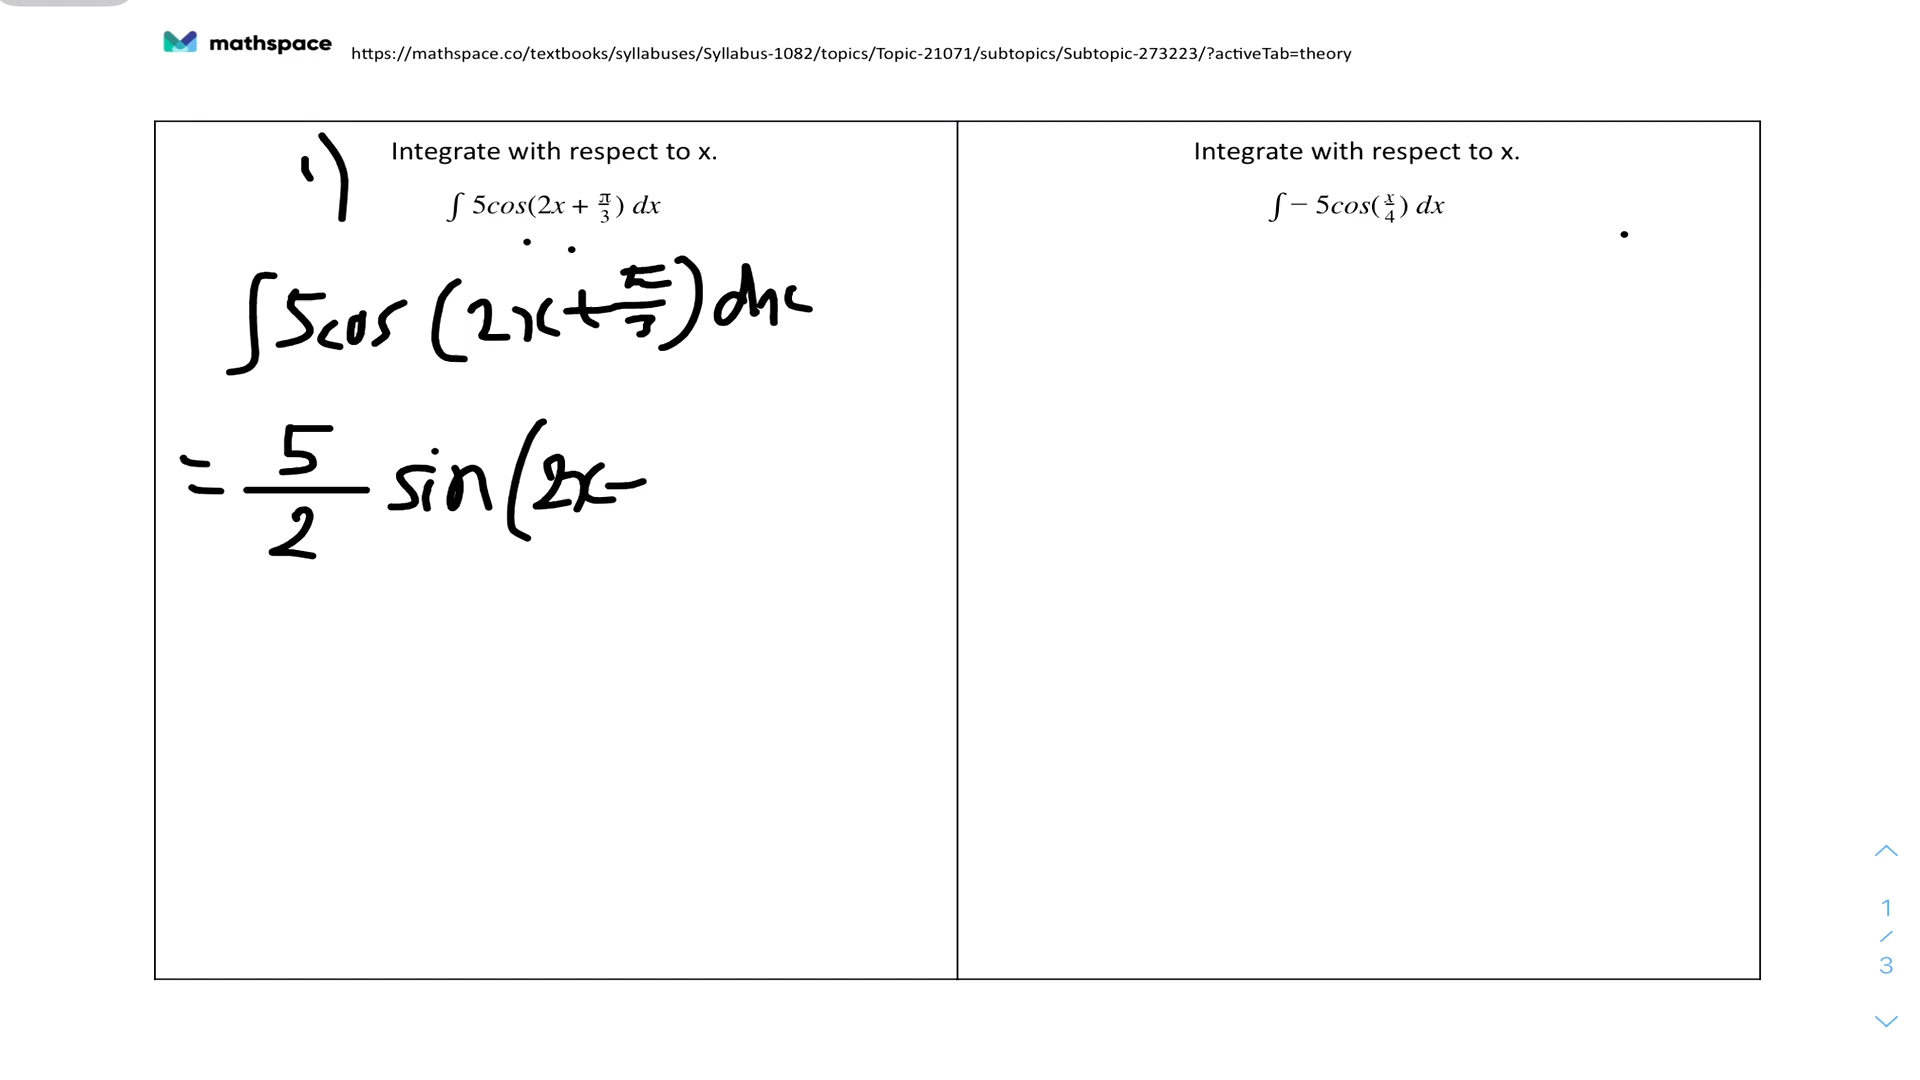 mathspace https://mathspace.co/textbooks/syllabuses/Syllabus-1082/topics/Topic-21071/subtopics/Subtopic-273223/?activeTab=theory
1) Integrate with respect to x.
∫ 5cos(2x + π/3) dx
∫5cos(2x+π/3)dx
= 5/2 sin(2x-
Integrate with respect to x.
∫ − 5cos(x/4) dx
1
/
3